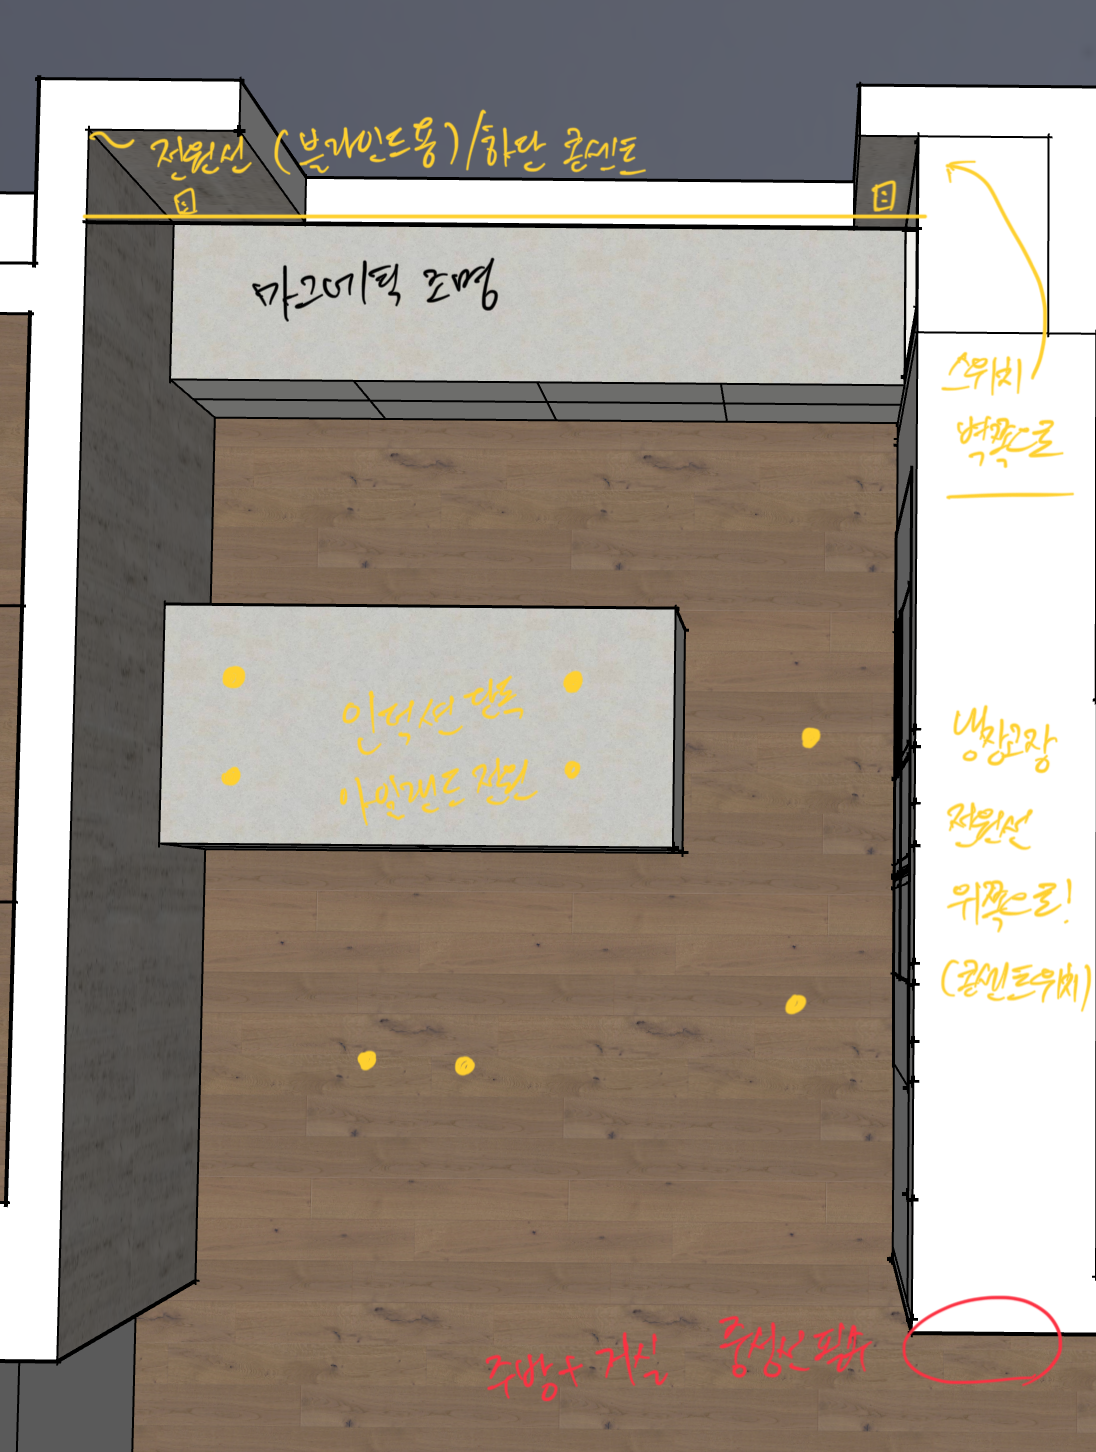 전원선 (블라인드용)/하단 콘센트
마그네틱 조명
스위치
벽쪽으로
인덕션 단독
아일랜드 전원
냉장고장
전원선
위쪽으로!
(콘센트위치)
주방+거실 중성선 필수